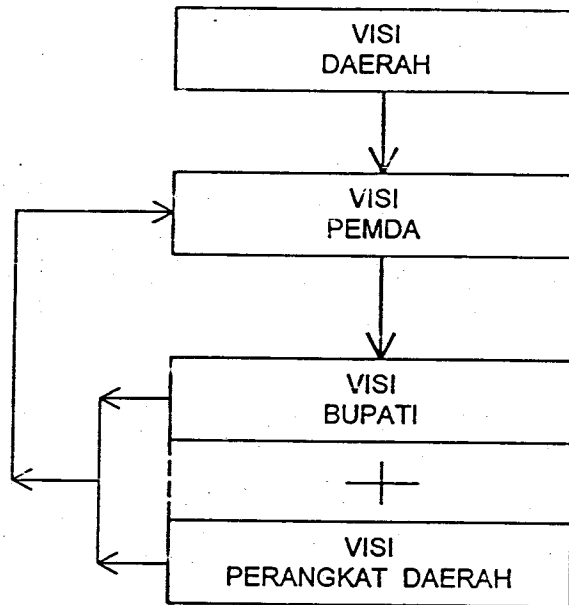 VISI
DAERAH
VISI
PEMDA
VISI
BUPATI
+
VISI
PERANGKAT DAERAH